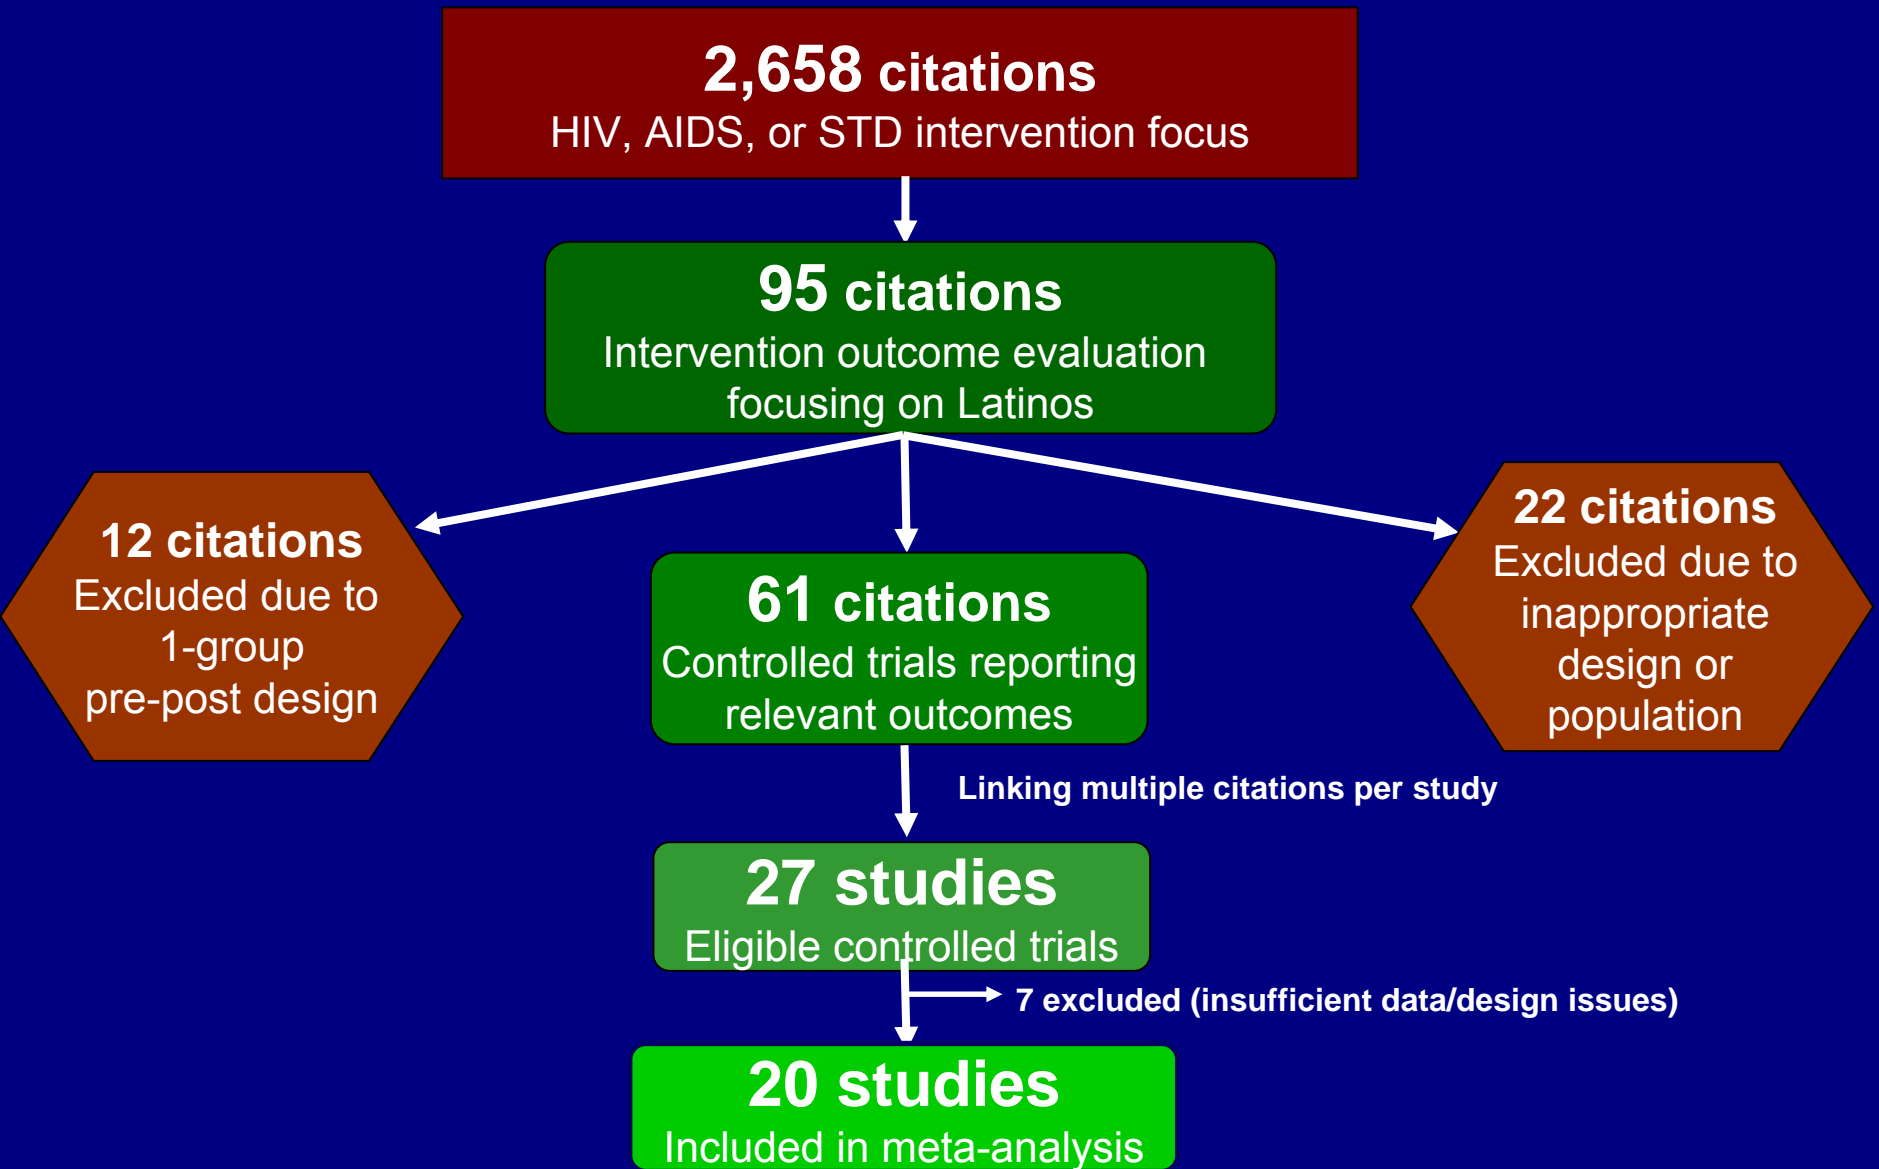 2,658 citations
HIV, AIDS, or STD intervention focus
95 citations
Intervention outcome evaluation
focusing on Latinos
12 citations
Excluded due to
1-group
pre-post design
61 citations
Controlled trials reporting
relevant outcomes
22 citations
Excluded due to
inappropriate
design or
population
Linking multiple citations per study
27 studies
Eligible controlled trials
7 excluded (insufficient data/design issues)
20 studies
Included in meta-analysis